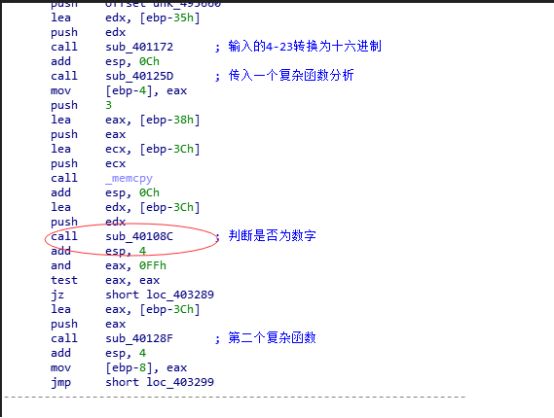 push offset unk_495660
lea edx, [ebp-35h]
push edx
call sub_401172 ; 输入的4-23转换为十六进制
add esp, 0Ch
call sub_40125D ; 传入一个复杂函数分析
mov [ebp-4], eax
push 3
lea eax, [ebp-38h]
push eax
lea ecx, [ebp-3Ch]
push ecx
call _memcpy
add esp, 0Ch
lea edx, [ebp-3Ch]
push edx
call sub_40108C ; 判断是否为数字
add esp, 4
and eax, 0FFh
test eax, eax
jz short loc_403289
lea eax, [ebp-3Ch]
push eax
call sub_40128F ; 第二个复杂函数
add esp, 4
mov [ebp-8], eax
jmp short loc_403299